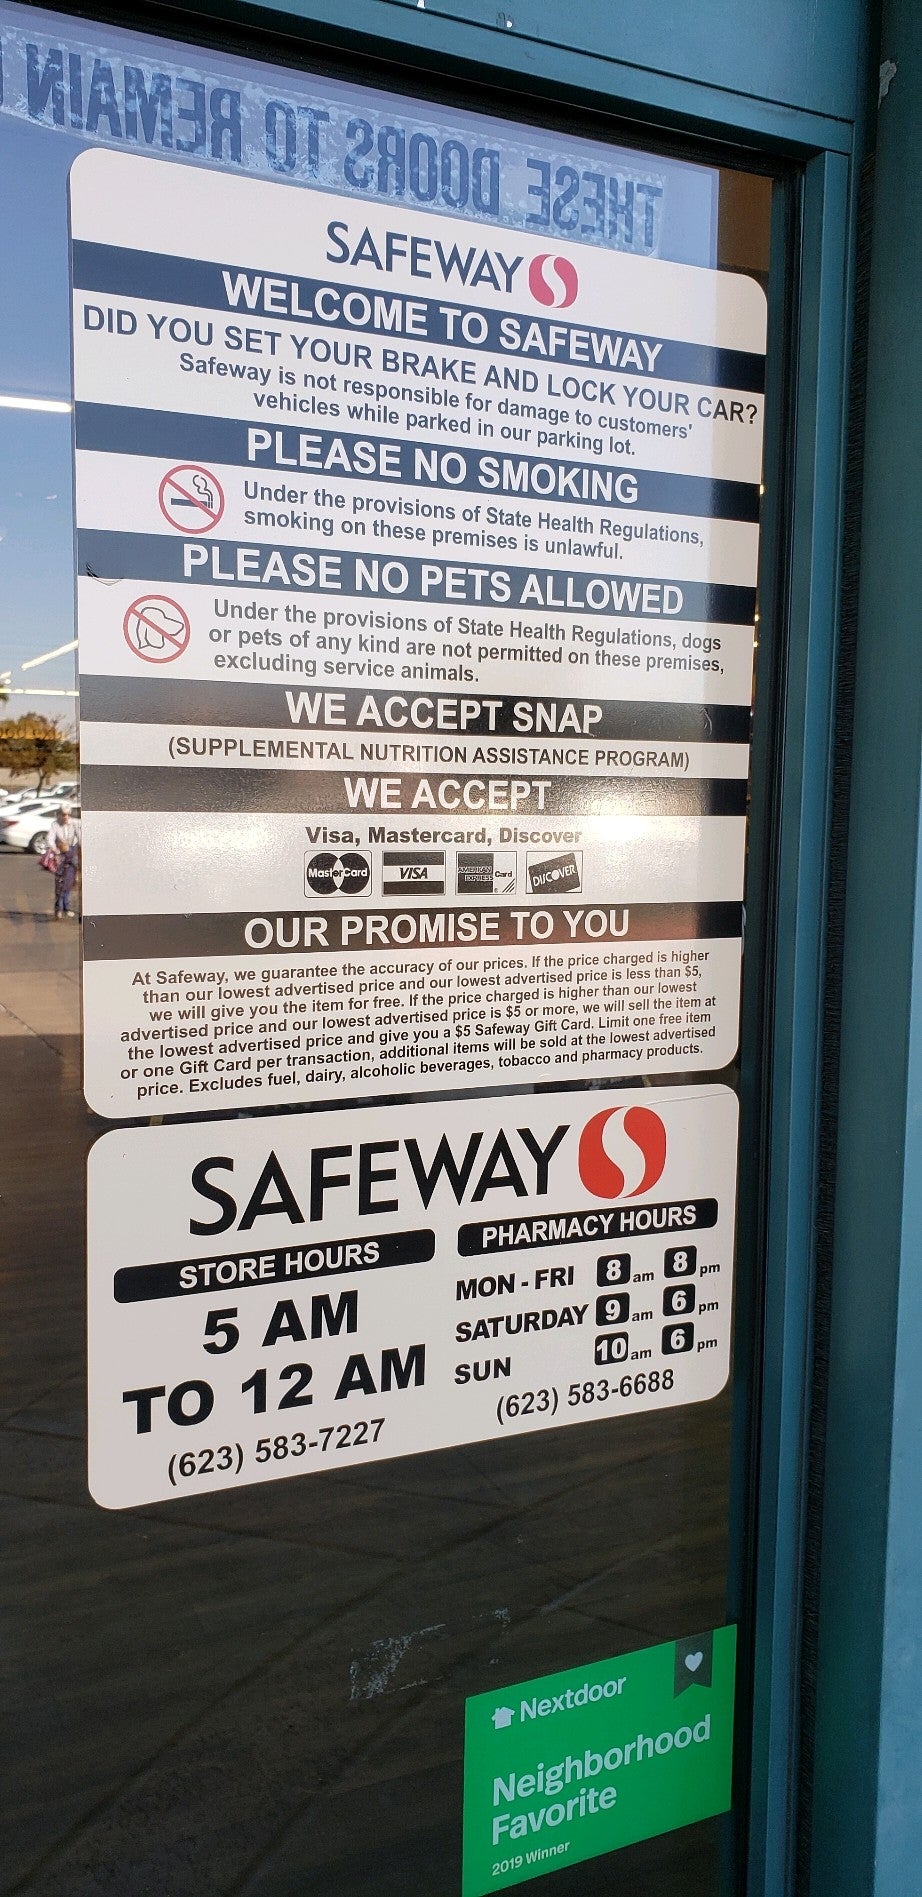 THESE DOORS TO REMAIN
SAFEWAY
WELCOME TO SAFEWAY
DID YOU SET YOUR BRAKE AND LOCK YOUR CAR?
Safeway is not responsible for damage to customers'
vehicles while parked in our parking lot.
PLEASE NO SMOKING
Under the provisions of State Health Regulations,
smoking on these premises is unlawful.
PLEASE NO PETS ALLOWED
Under the provisions of State Health Regulations, dogs
or pets of any kind are not permitted on these premises,
excluding service animals.
WE ACCEPT SNAP
(SUPPLEMENTAL NUTRITION ASSISTANCE PROGRAM)
WE ACCEPT
Visa, Mastercard, Discover
MasterCard VISA AMERICAN EXPRESS Card DISCOVER
OUR PROMISE TO YOU
At Safeway, we guarantee the accuracy of our prices. If the price charged is higher
than our lowest advertised price and our lowest advertised price is less than $5,
we will give you the item for free. If the price charged is higher than our lowest
advertised price and our lowest advertised price is $5 or more, we will sell the item at
the lowest advertised price and give you a $5 Safeway Gift Card. Limit one free item
or one Gift Card per transaction, additional items will be sold at the lowest advertised
price. Excludes fuel, dairy, alcoholic beverages, tobacco and pharmacy products.
SAFEWAY
STORE HOURS
5 AM
TO 12 AM
(623) 583-7227
PHARMACY HOURS
MON - FRI 8 am 8 pm
SATURDAY 9 am 6 pm
SUN 10 am 6 pm
(623) 583-6688
Nextdoor
Neighborhood
Favorite
2019 Winner